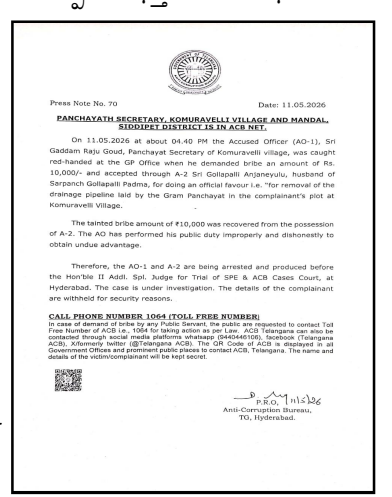 Press Note No. 70
Date: 11.05.2026
PANCHAYATH SECRETARY, KOMURAVELLI VILLAGE AND MANDAL,
SIDDIPET DISTRICT IS IN ACB NET.
On 11.05.2026 at about 04.40 PM the Accused Officer (AO-1), Sri
Gaddam Raju Goud, Panchayat Secretary of Komuravelli village, was caught
red-handed at the GP Office when he demanded bribe an amount of Rs.
10,000/- and accepted through A-2 Sri Gollapalli Anjaneyulu, husband of
Sarpanch Gollapalli Padma, for doing an official favour i.e. "for removal of the
drainage pipeline laid by the Gram Panchayat in the complainant's plot at
Komuravelli Village.
The tainted bribe amount of ₹10,000 was recovered from the possession
of A-2. The AO has performed his public duty improperly and dishonestly to
obtain undue advantage.
Therefore, the AO-1 and A-2 are being arrested and produced before
the Hon'ble II Addl. Spl. Judge for Trial of SPE & ACB Cases Court, at
Hyderabad. The case is under investigation. The details of the complainant
are withheld for security reasons.
CALL PHONE NUMBER 1064 (TOLL FREE NUMBER)
In case of demand of bribe by any Public Servant, the public are requested to contact Toll
Free Number of ACB i.e., 1064 for taking action as per Law. ACB Telangana can also be
contacted through social media platforms whatsapp (9440446106), facebook (Telangana
ACB), X/formerly twitter (@Telangana ACB). The QR Code of ACB is displayed in all
Government Offices and prominent public places to contact ACB, Telangana. The name and
details of the victim/complainant will be kept secret.
11/5/26
P.R.O,
Anti-Corruption Bureau,
TG, Hyderabad.